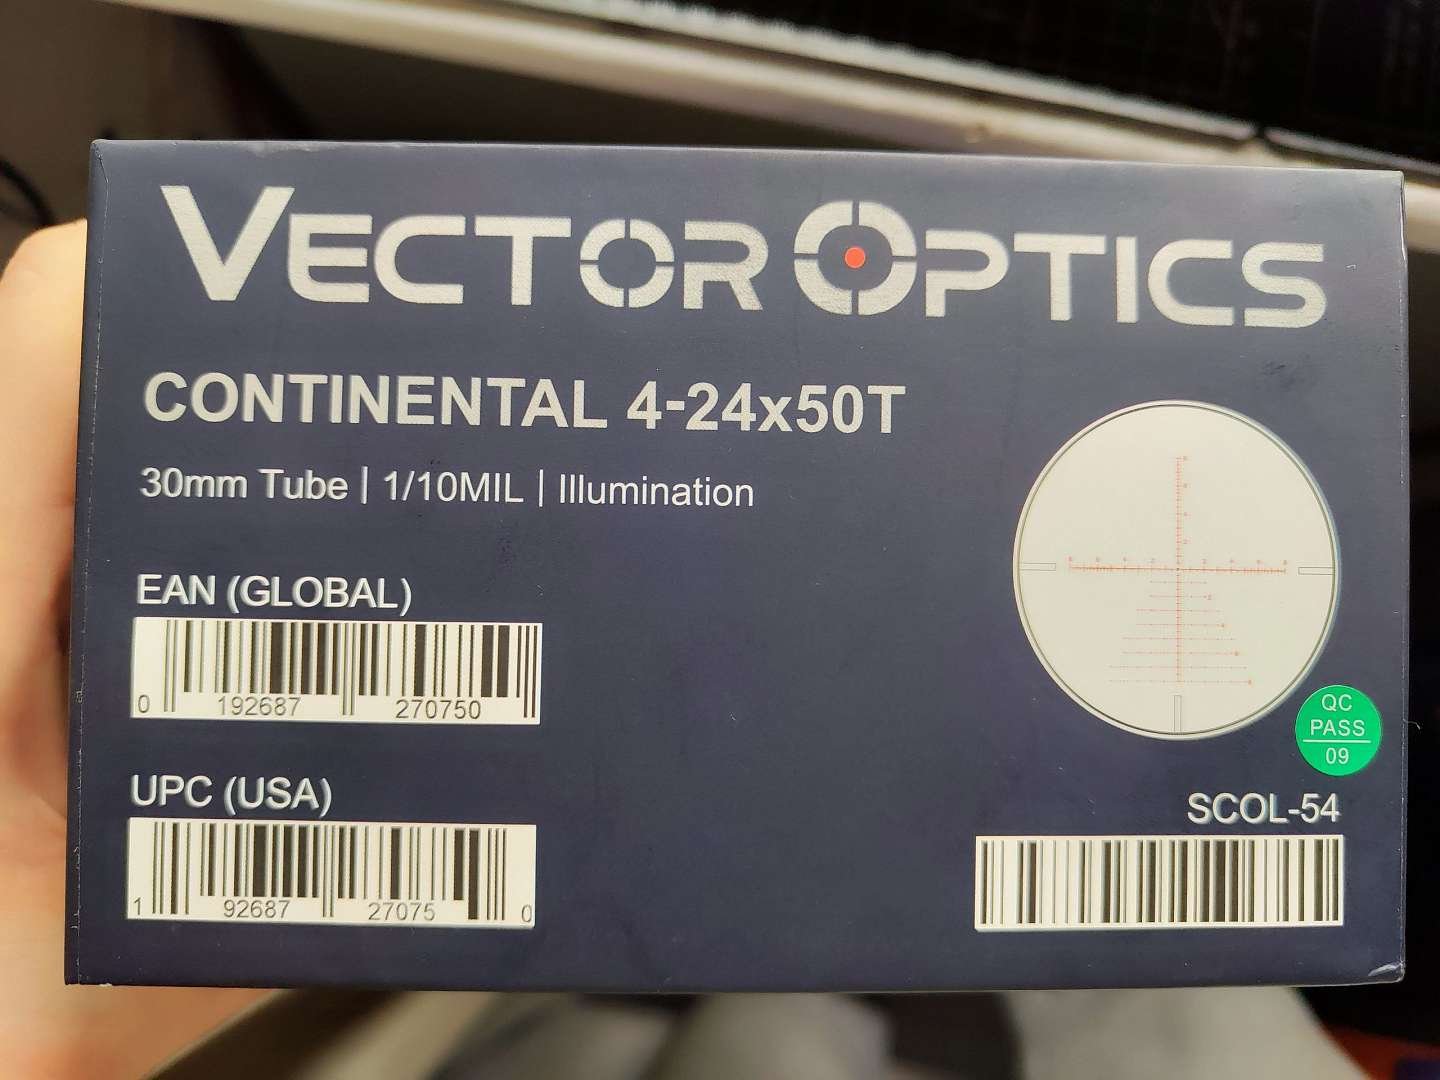 VECTOR OPTICS
CONTINENTAL 4-24x50T
30mm Tube | 1/10MIL | Illumination
EAN (GLOBAL)
0 192687 270750
UPC (USA)
1 92687 27075 0
QC
PASS
09
SCOL-54